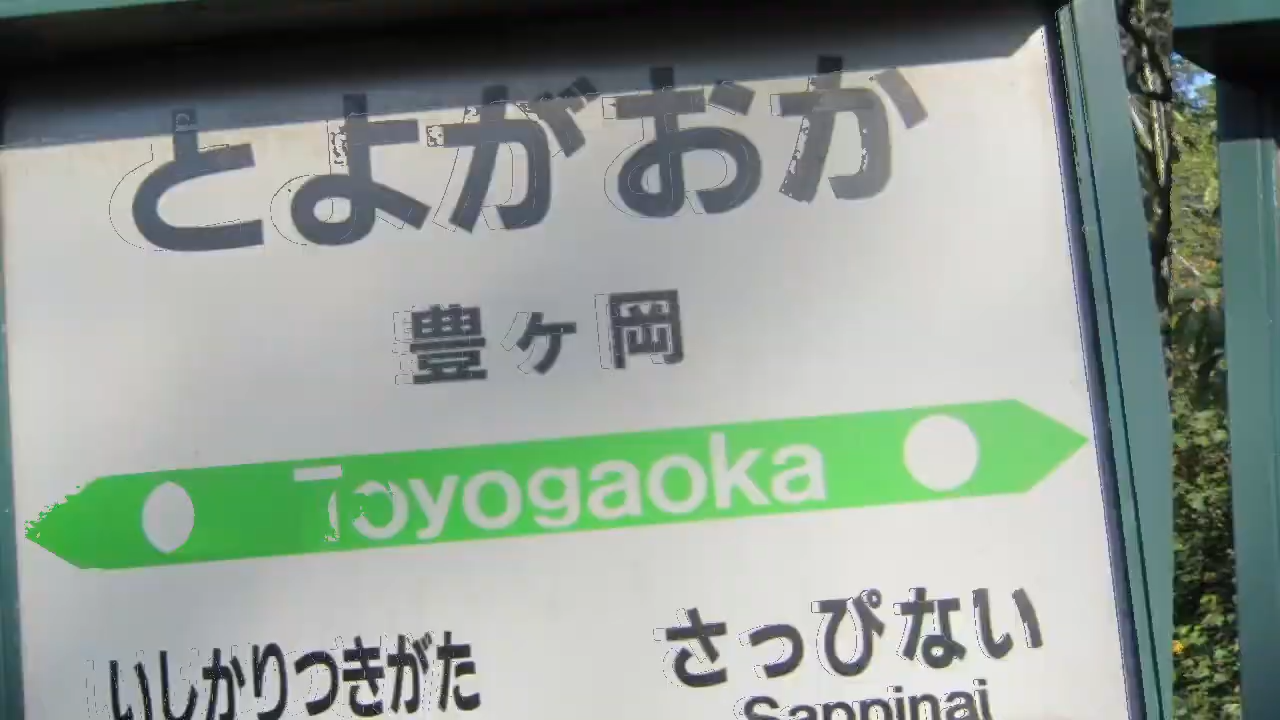 とよがおか
豊ヶ岡
Toyogaoka
いしかりつきがた
さっぴない
Sappinai